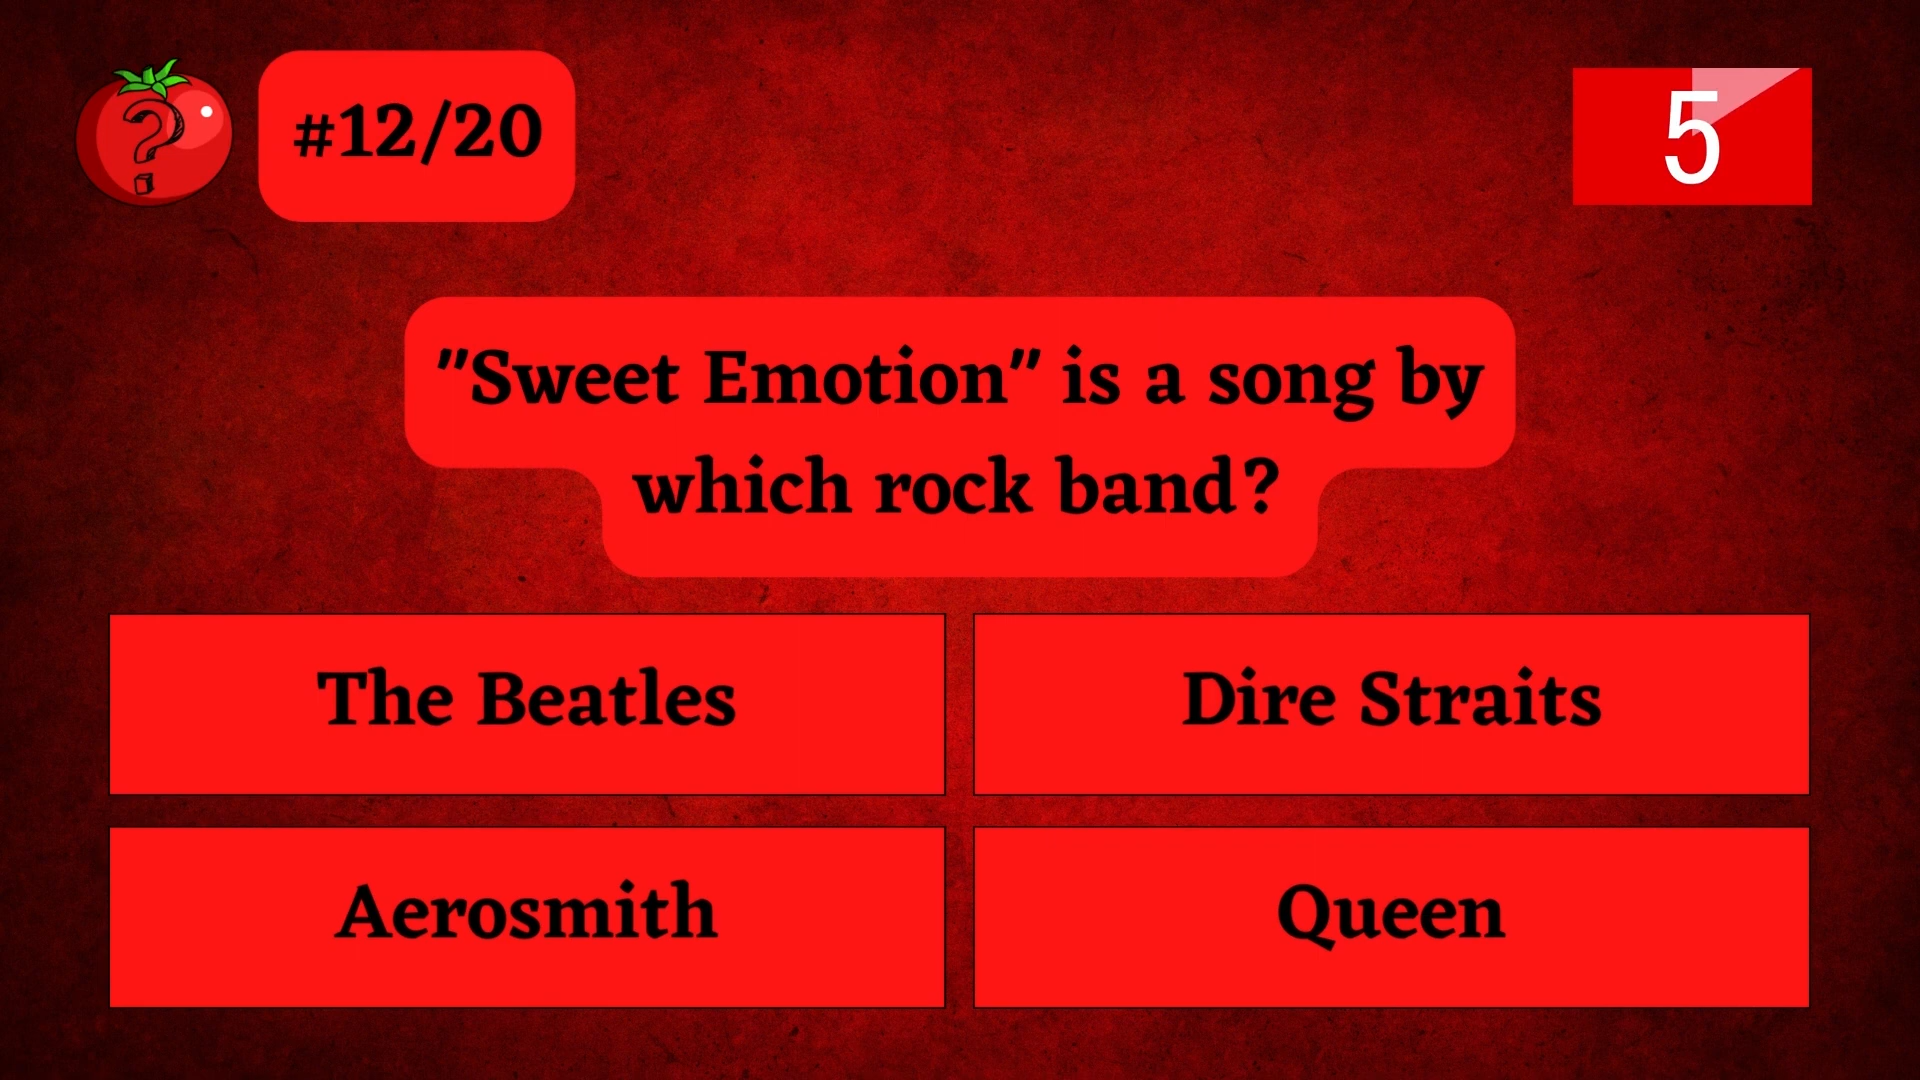 ?
#12/20
5
"Sweet Emotion" is a song by
which rock band?
The Beatles
Dire Straits
Aerosmith
Queen